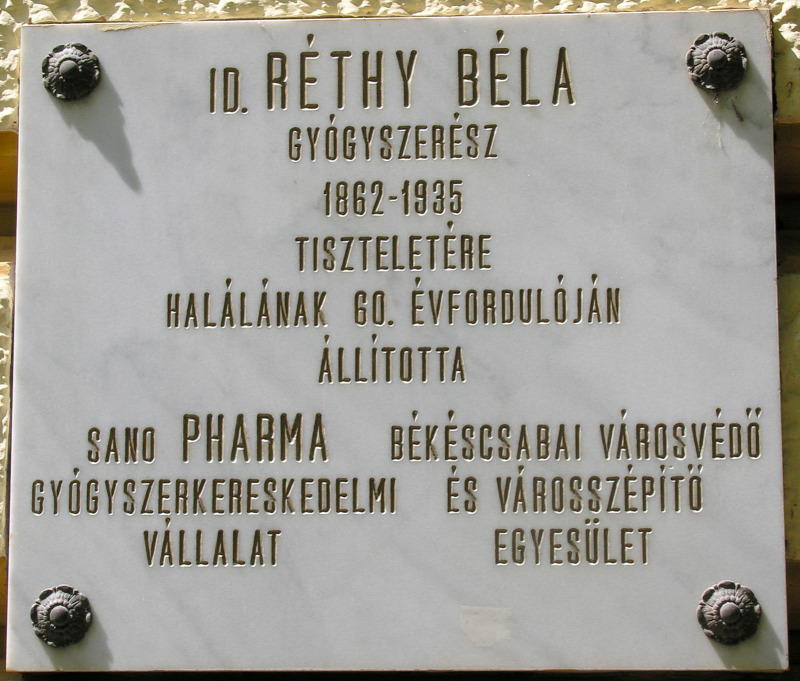 ID. RÉTHY BÉLA
GYÓGYSZERÉSZ
1862-1935
TISZTELETÉRE
HALÁLÁNAK 60. ÉVFORDULÓJÁN
ÁLLÍTOTTA
SANO PHARMA
GYÓGYSZERKERESKEDELMI
VÁLLALAT
BÉKÉSCSABAI VÁROSVÉDŐ
ÉS VÁROSSZÉPÍTŐ
EGYESÜLET